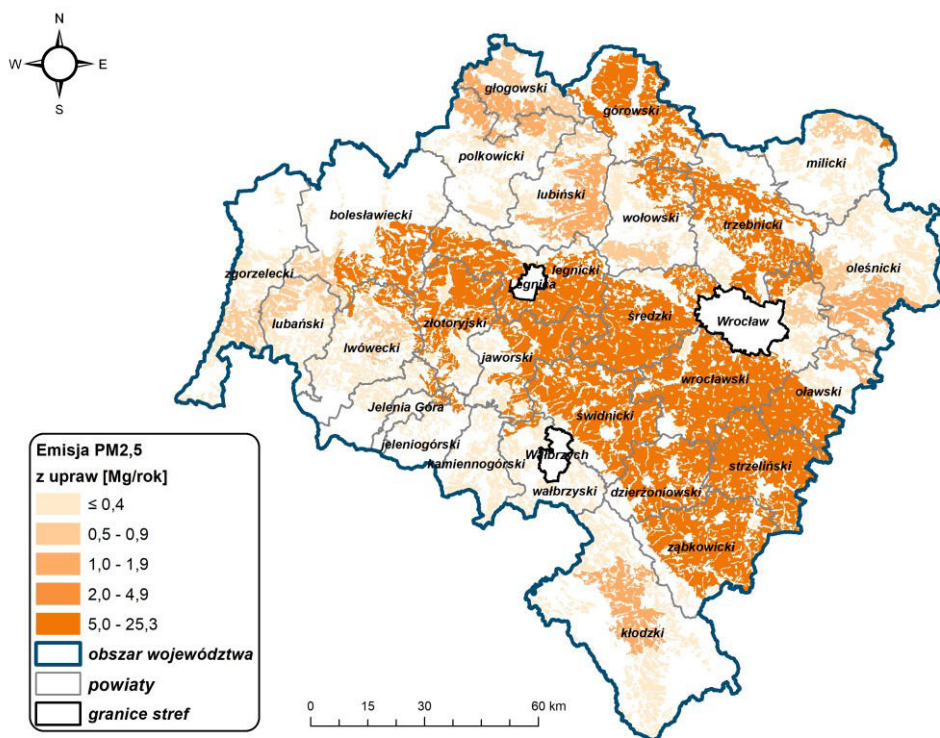 N
W E
S
głogowski
górowski
polkowicki
milicki
lubiński
bolesławiecki
wołowski
trzebnicki
zgorzelecki
legnicki
oleśnicki
Legnica
lubański
złotoryjski
średzki
Wrocław
lwówecki
jaworski
wrocławski
oławski
Jelenia Góra
świdnicki
jeleniogórski
Wałbrzych
strzeliński
kamiennogórski
wałbrzyski
dzierżoniowski
ząbkowicki
kłodzki
Emisja PM2,5
z upraw [Mg/rok]
≤ 0,4
0,5 - 0,9
1,0 - 1,9
2,0 - 4,9
5,0 - 25,3
obszar województwa
powiaty
granice stref
0 15 30 60 km